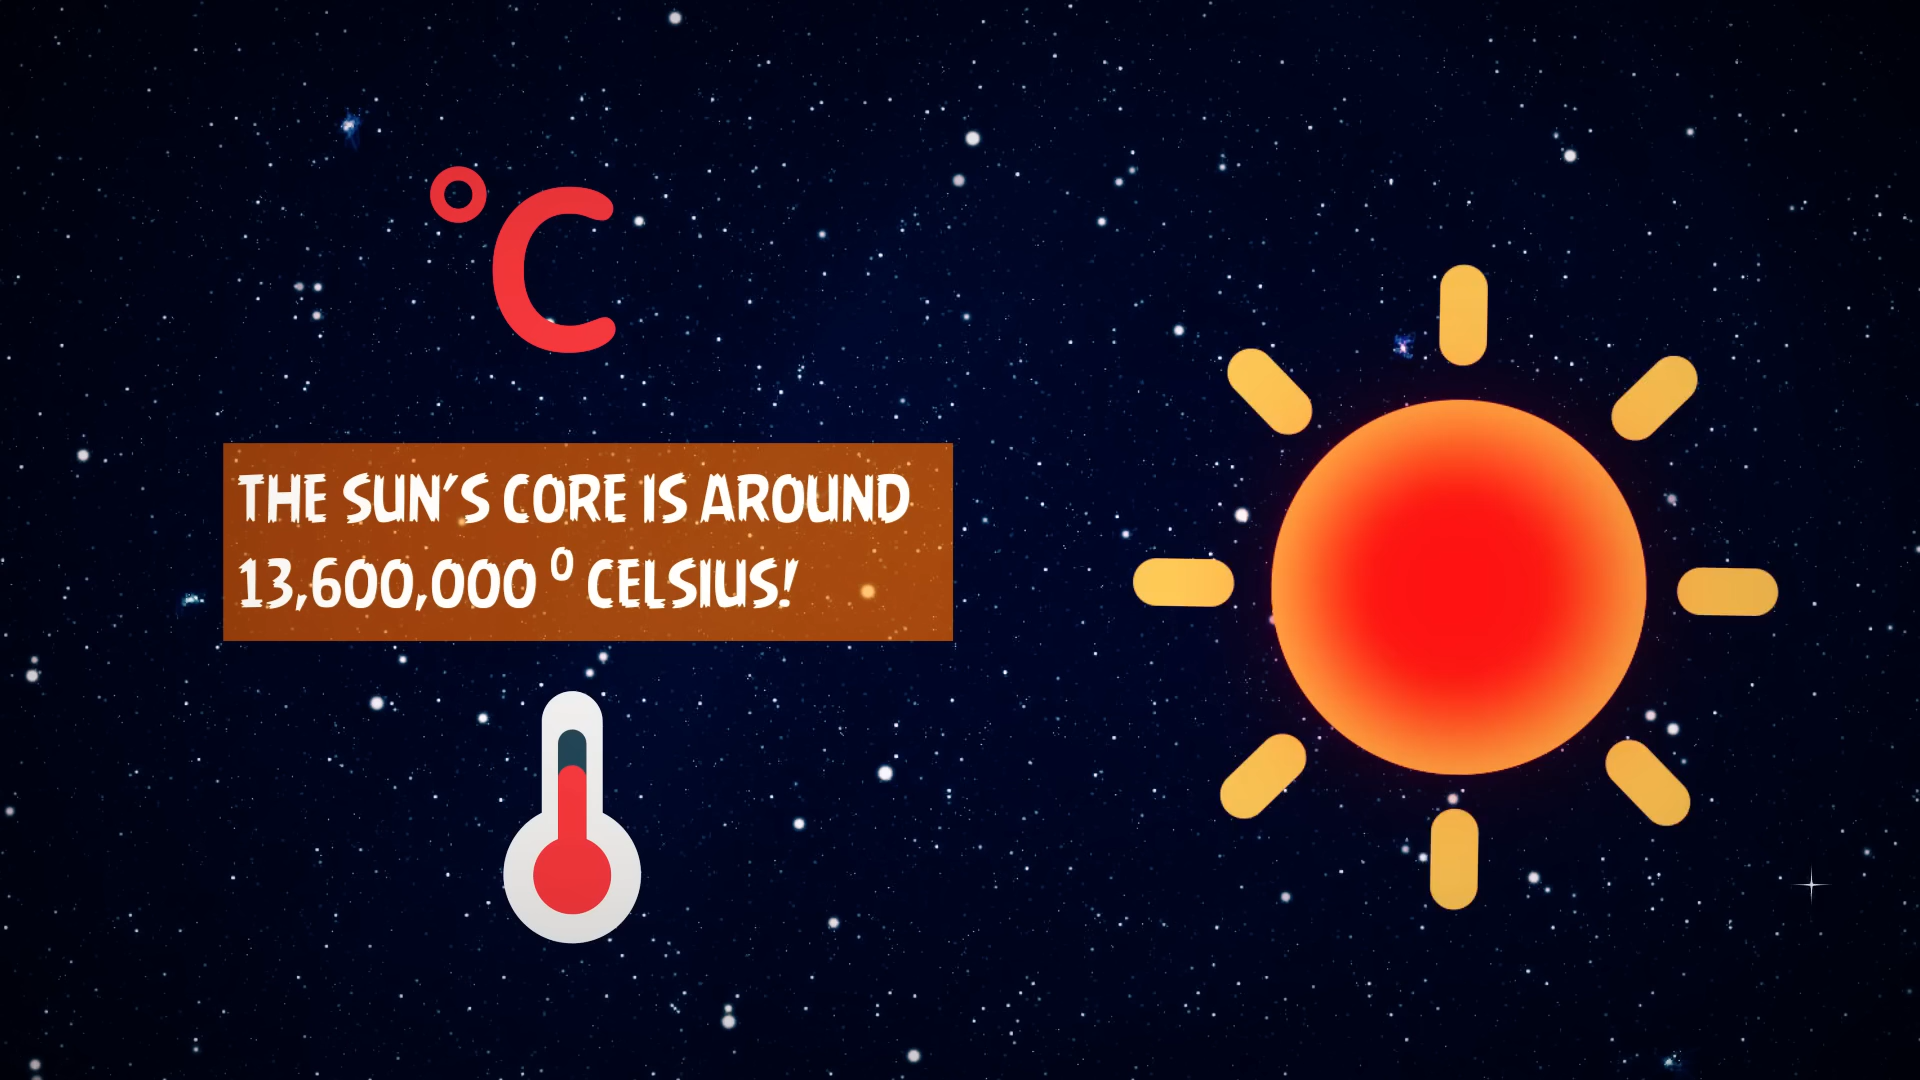 °C
THE SUN'S CORE IS AROUND
13,600,000 ⁰ CELSIUS!